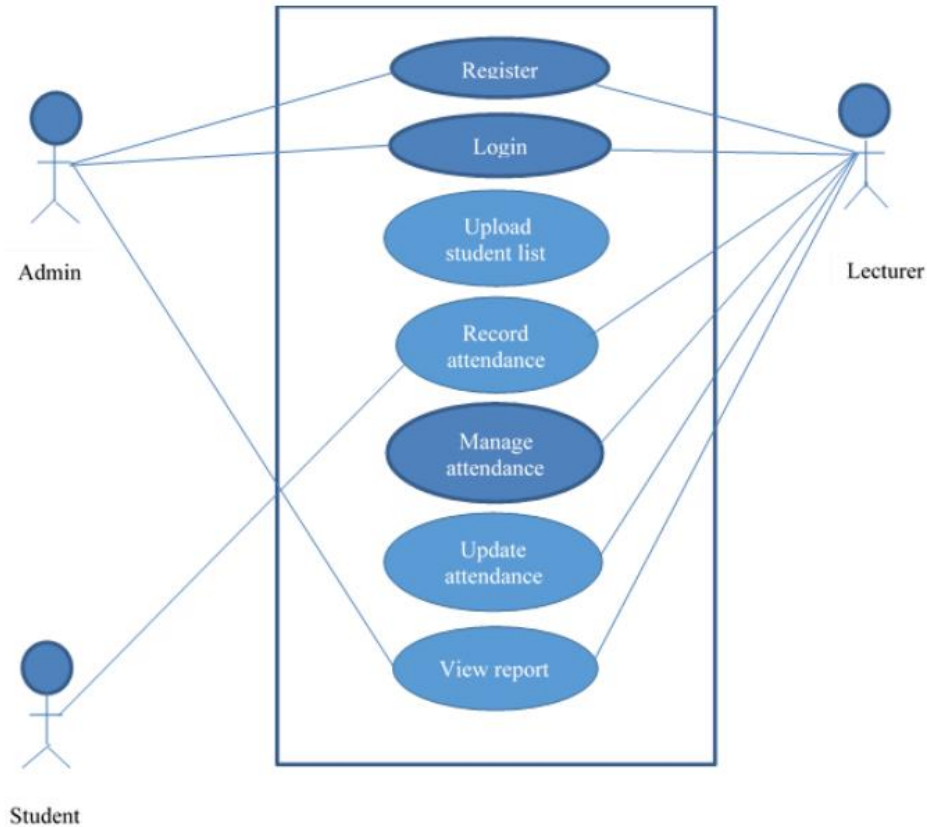 Register
Login
Upload
student list
Admin
Lecturer
Record
attendance
Manage
attendance
Update
attendance
View report
Student